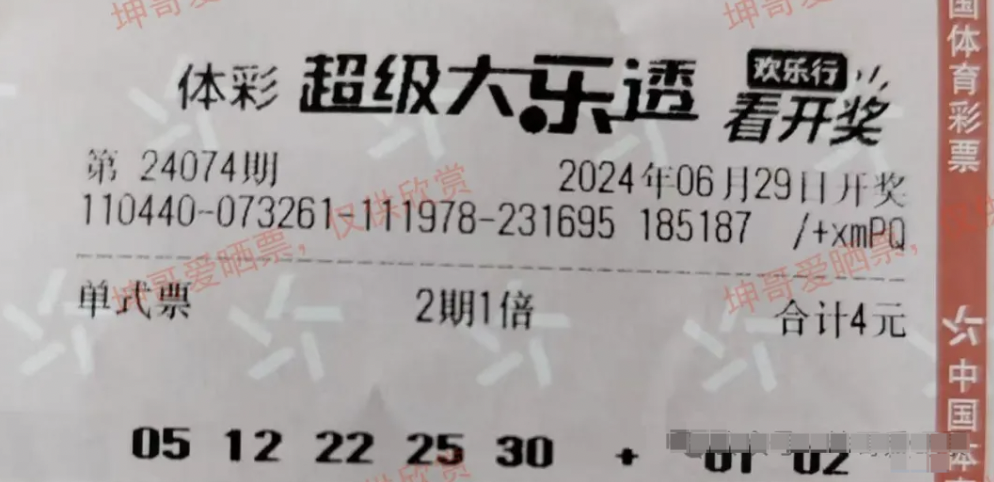 体彩 超级大乐透 欢乐行 看开奖
第 24074期 2024年06月29日开奖
110440-073261-111978-231695 185187 /+xmPQ
单式票 2期1倍 合计4元
05 12 22 25 30 + 01 02
国体育彩票
中国体
坤哥爱晒票，仅供欣赏
坤哥爱晒票，